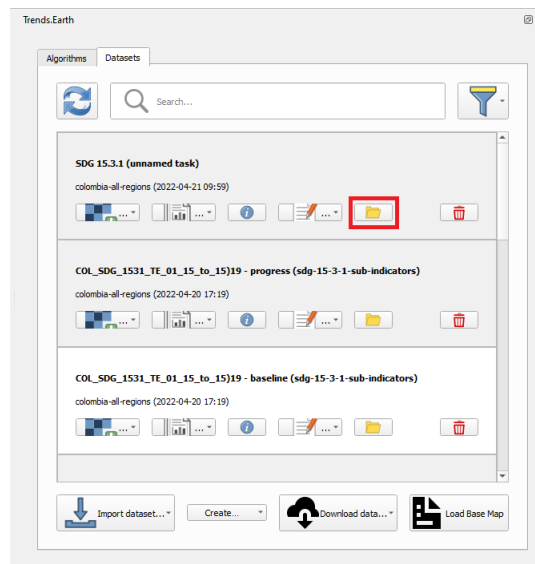 Trends.Earth
Algorithms Datasets
Search...
SDG 15.3.1 (unnamed task)
colombia-all-regions (2022-04-21 09:59)
... ... ...
COL_SDG_1531_TE_01_15_to_15)19 - progress (sdg-15-3-1-sub-indicators)
colombia-all-regions (2022-04-20 17:19)
... ... ...
COL_SDG_1531_TE_01_15_to_15)19 - baseline (sdg-15-3-1-sub-indicators)
colombia-all-regions (2022-04-20 17:19)
... ... ...
Import dataset... Create... Download data... Load Base Map